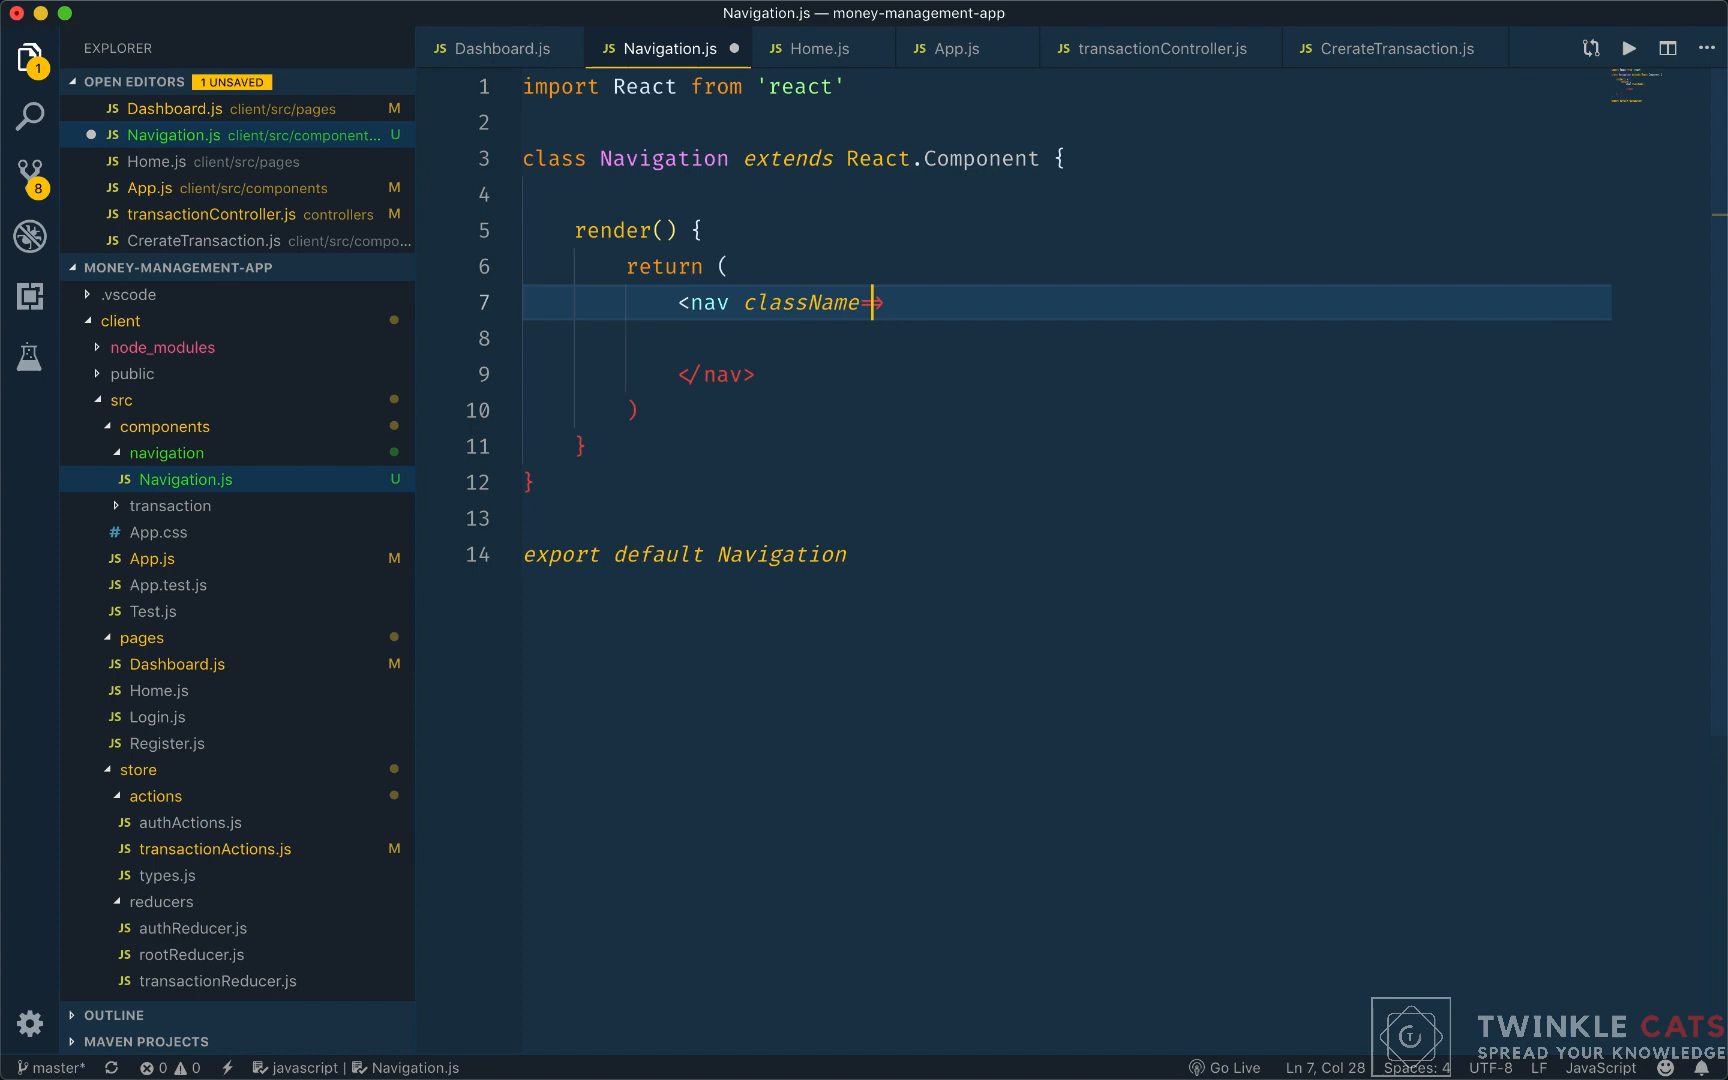 Navigation.js — money-management-app
EXPLORER
Dashboard.js
Navigation.js
Home.js
App.js
transactionController.js
CrerateTransaction.js
OPEN EDITORS 1 UNSAVED
JS Dashboard.js client/src/pages M
JS Navigation.js client/src/component... U
JS Home.js client/src/pages
JS App.js client/src/components M
JS transactionController.js controllers M
JS CrerateTransaction.js client/src/compo...
MONEY-MANAGEMENT-APP
.vscode
client
node_modules
public
src
components
navigation
JS Navigation.js U
transaction
# App.css
JS App.js M
JS App.test.js
JS Test.js
pages
JS Dashboard.js M
JS Home.js
JS Login.js
JS Register.js
store
actions
JS authActions.js
JS transactionActions.js M
JS types.js
reducers
JS authReducer.js
JS rootReducer.js
JS transactionReducer.js
OUTLINE
MAVEN PROJECTS
1 import React from 'react'
2
3 class Navigation extends React.Component {
4
5 render() {
6 return (
7 <nav className=>
8
9 </nav>
10 )
11 }
12 }
13
14 export default Navigation
1
8
TWINKLE CATS
SPREAD YOUR KNOWLEDGE
master* 0 0 javascript | Navigation.js Go Live Ln 7, Col 28 Spaces: 4 UTF-8 LF JavaScript